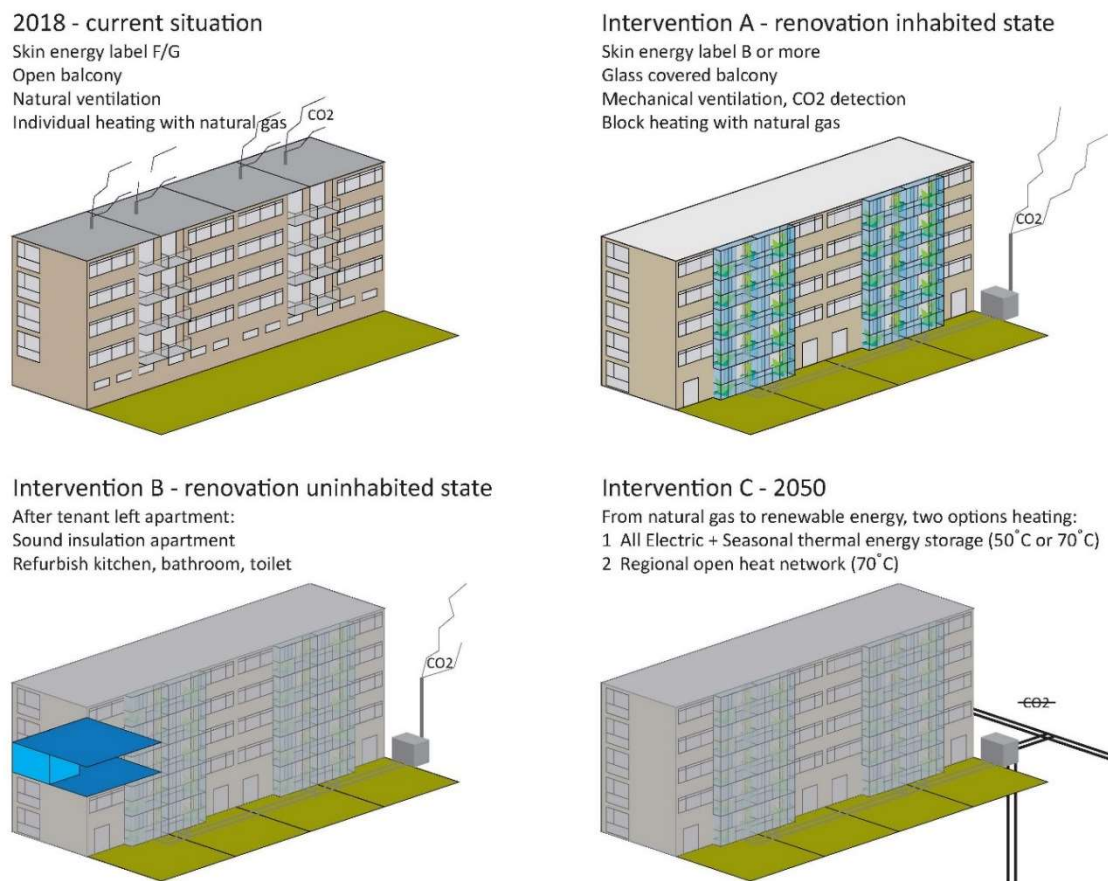 2018 - current situation
Skin energy label F/G
Open balcony
Natural ventilation
Individual heating with natural gas
CO2
Intervention A - renovation inhabited state
Skin energy label B or more
Glass covered balcony
Mechanical ventilation, CO2 detection
Block heating with natural gas
CO2
Intervention B - renovation uninhabited state
After tenant left apartment:
Sound insulation apartment
Refurbish kitchen, bathroom, toilet
CO2
Intervention C - 2050
From natural gas to renewable energy, two options heating:
1 All Electric + Seasonal thermal energy storage (50°C or 70°C)
2 Regional open heat network (70°C)
CO2